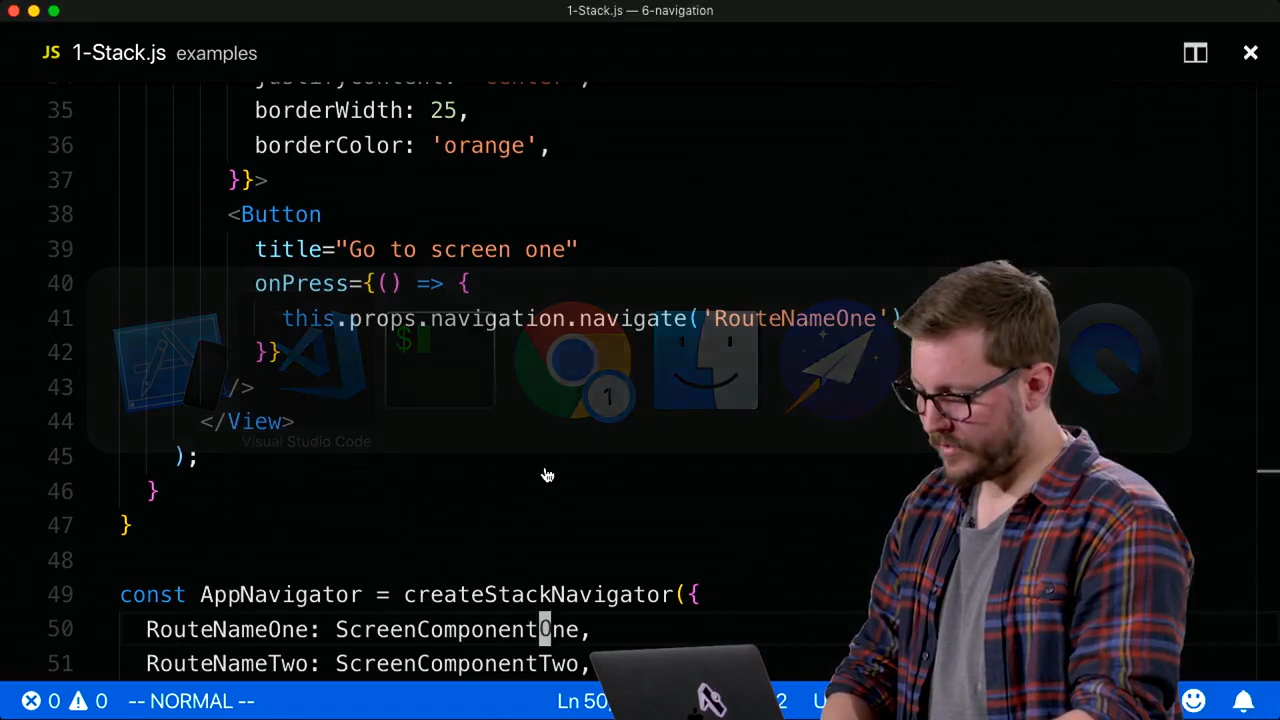 1-Stack.js — 6-navigation
JS 1-Stack.js examples
35 borderWidth: 25,
36 borderColor: 'orange',
37 }}>
38 <Button
39 title="Go to screen one"
40 onPress={() => {
41 this.props.navigation.navigate('RouteNameOne')
42 }}
43 />
44 </View>
Visual Studio Code
45 );
46 }
47 }
48
49 const AppNavigator = createStackNavigator({
50 RouteNameOne: ScreenComponentOne,
51 RouteNameTwo: ScreenComponentTwo,
0 0 -- NORMAL -- Ln 50,
$
1